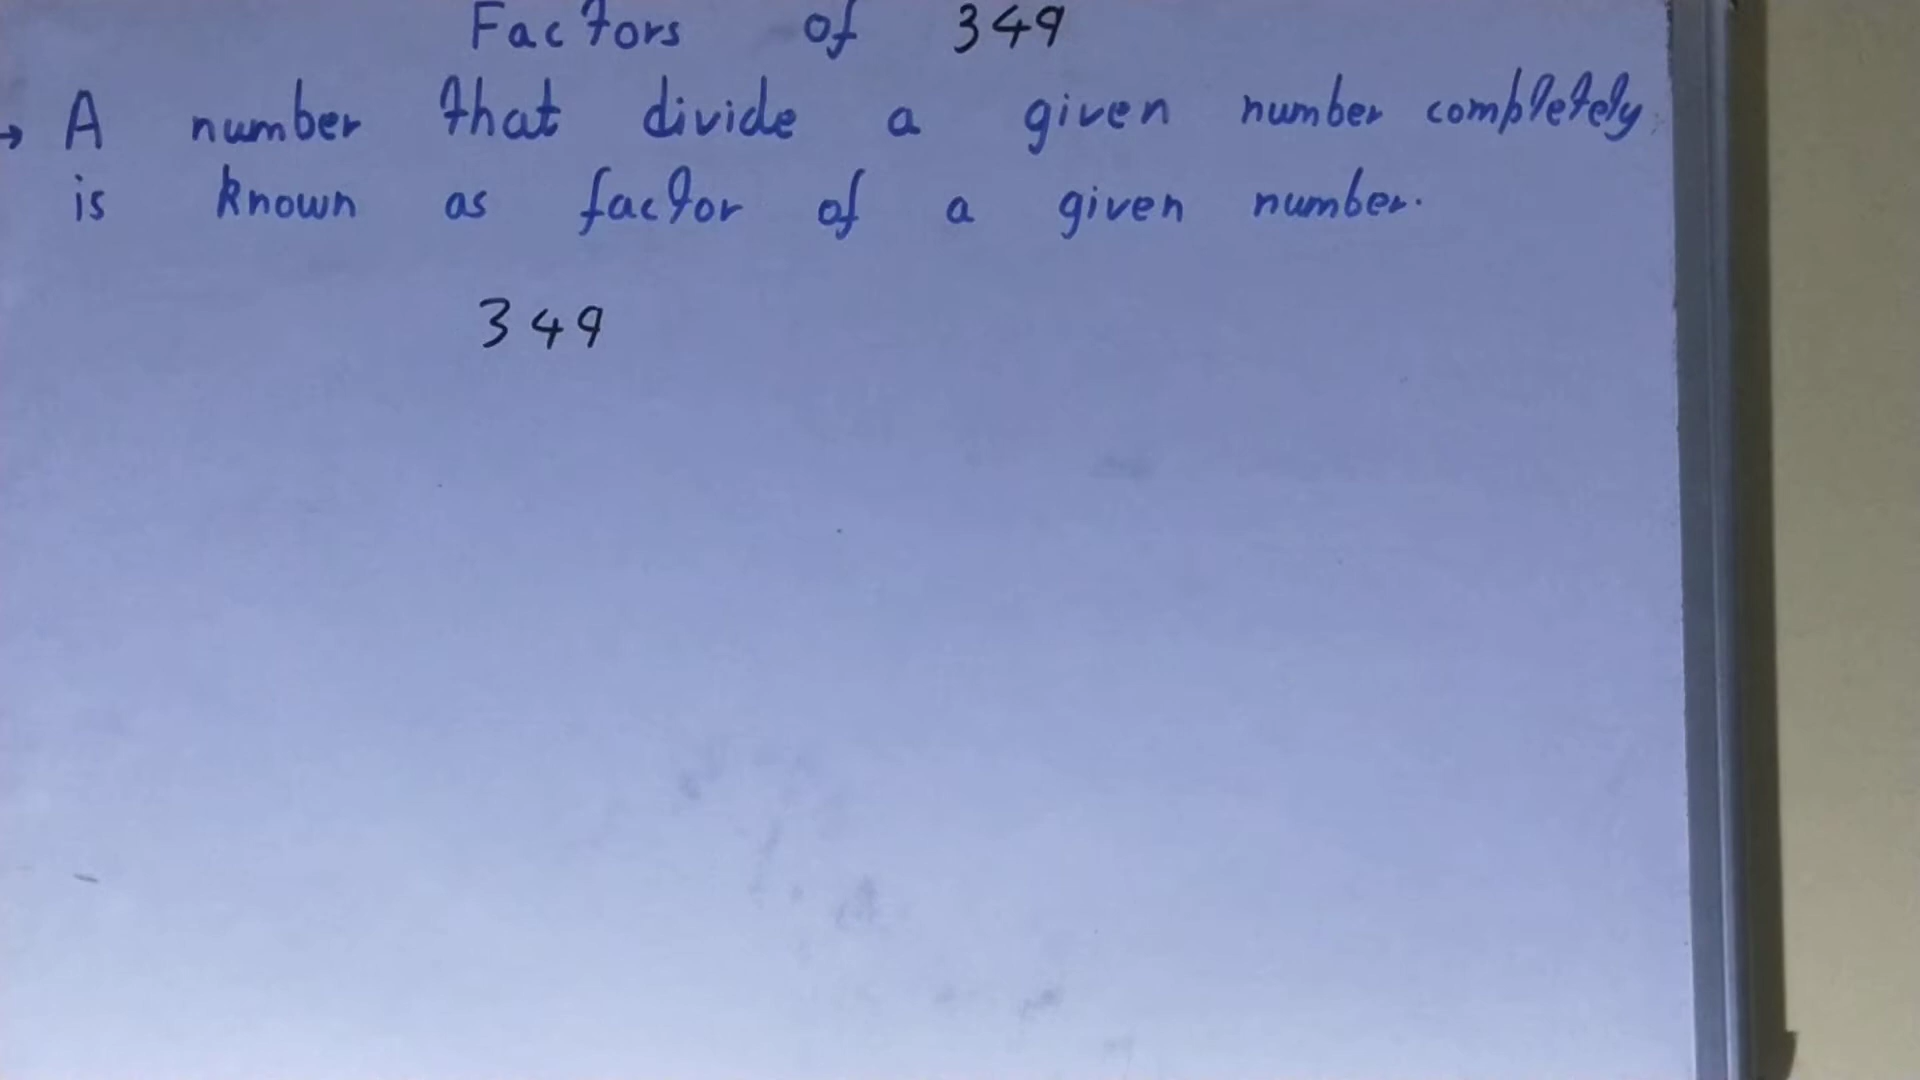 Factors of 349
→ A number that divide a given number completely
is known as factor of a given number.
349